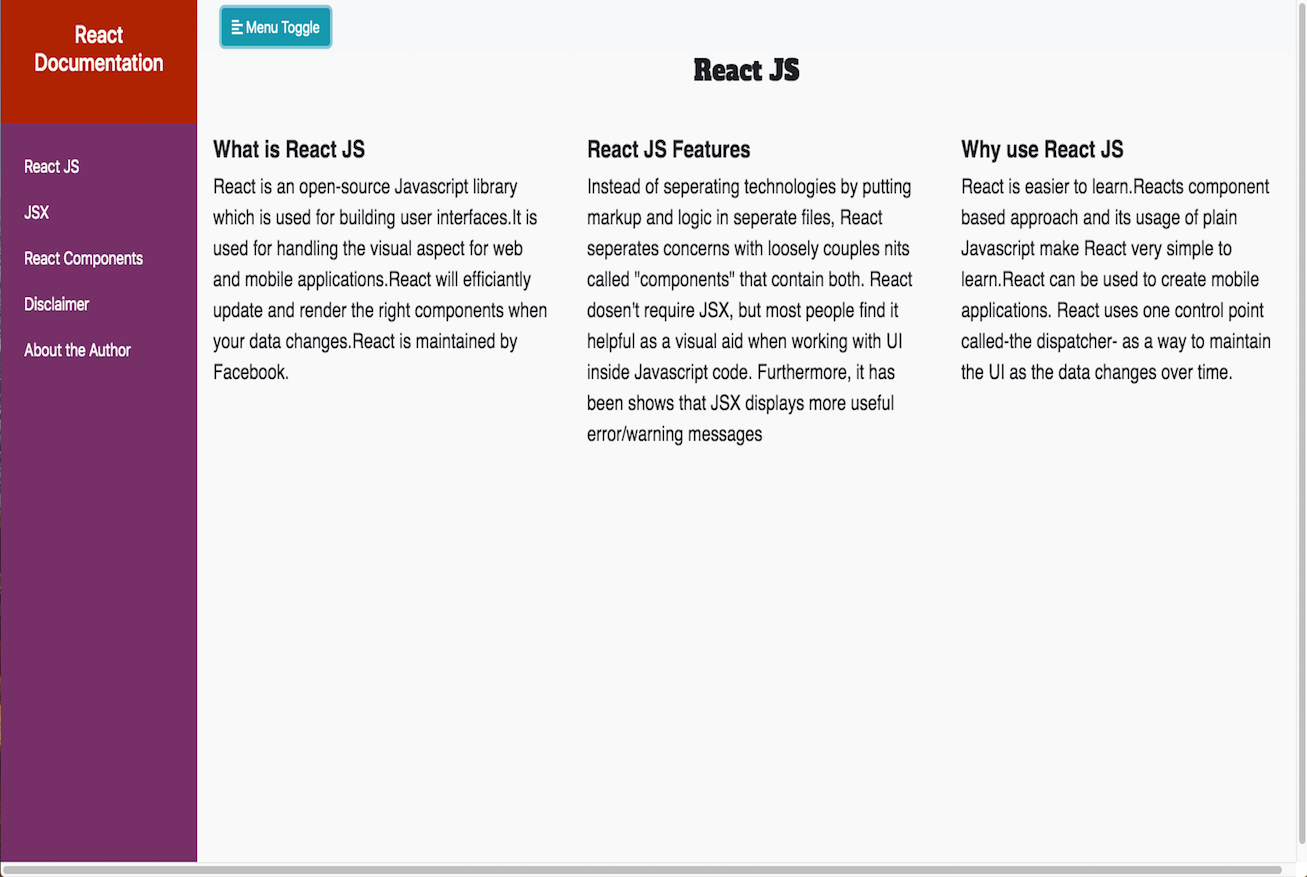 React
Documentation
React JS
JSX
React Components
Disclaimer
About the Author
Menu Toggle
React JS
What is React JS
React is an open-source Javascript library
which is used for building user interfaces.It is
used for handling the visual aspect for web
and mobile applications.React will efficiantly
update and render the right components when
your data changes.React is maintained by
Facebook.
React JS Features
Instead of seperating technologies by putting
markup and logic in seperate files, React
seperates concerns with loosely couples nits
called "components" that contain both. React
dosen't require JSX, but most people find it
helpful as a visual aid when working with UI
inside Javascript code. Furthermore, it has
been shows that JSX displays more useful
error/warning messages
Why use React JS
React is easier to learn.Reacts component
based approach and its usage of plain
Javascript make React very simple to
learn.React can be used to create mobile
applications. React uses one control point
called-the dispatcher- as a way to maintain
the UI as the data changes over time.